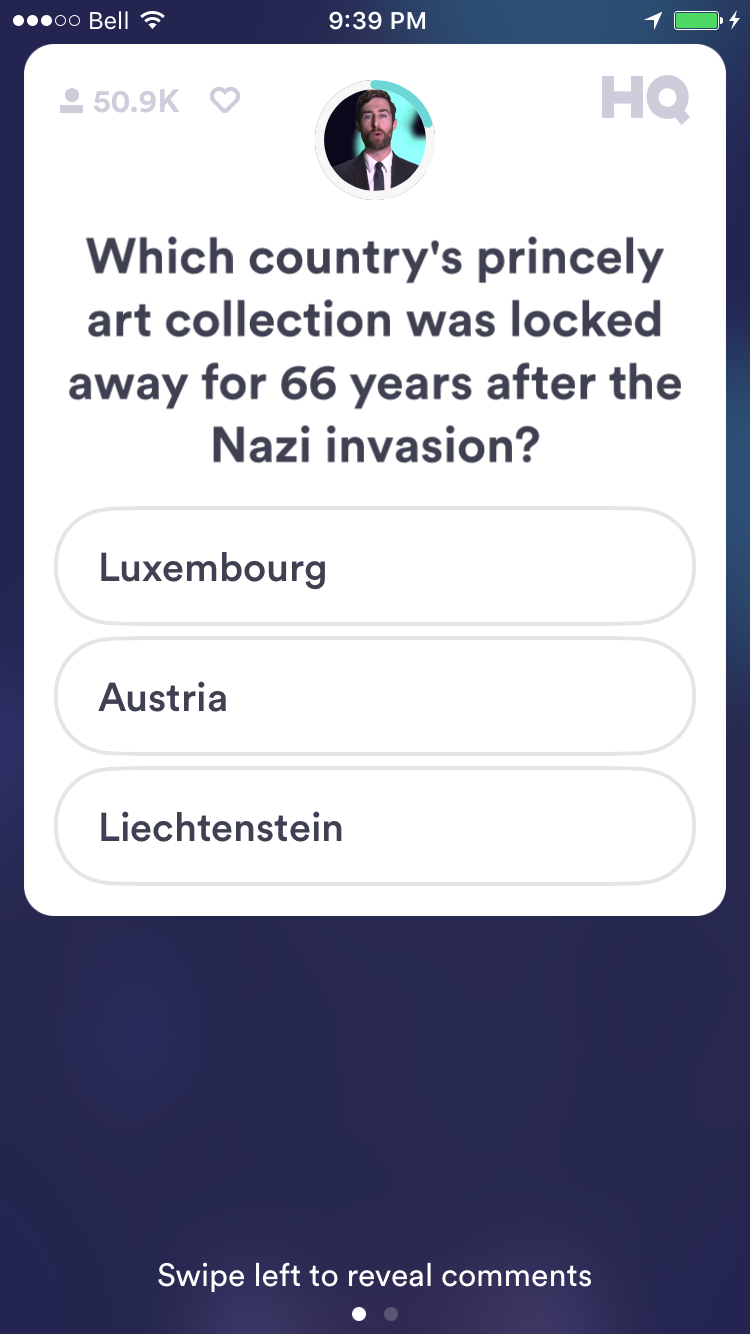 Bell 9:39 PM
50.9K HQ
Which country's princely
art collection was locked
away for 66 years after the
Nazi invasion?
Luxembourg
Austria
Liechtenstein
Swipe left to reveal comments